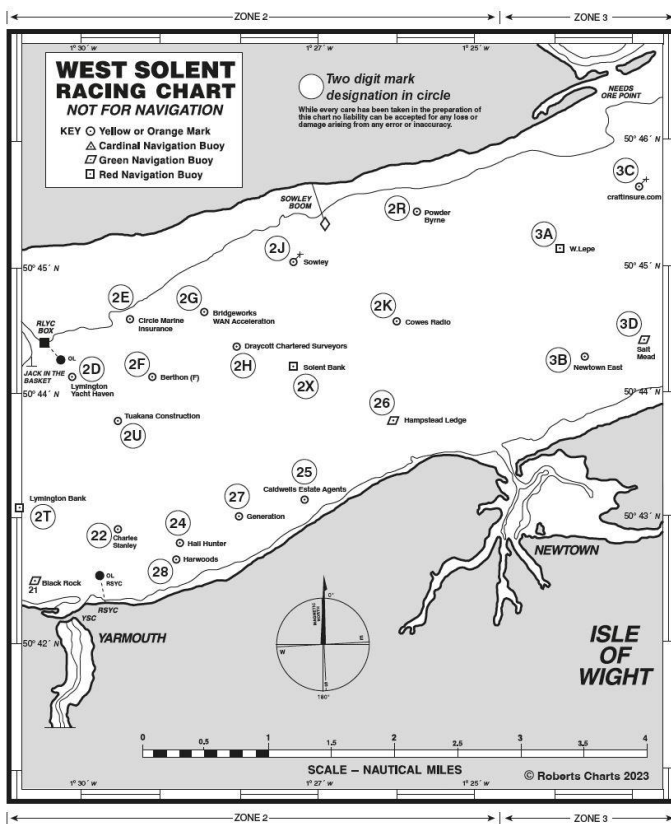 ZONE 2
ZONE 3
1° 30´ W
1° 27´ W
1° 25´ W
WEST SOLENT
RACING CHART
NOT FOR NAVIGATION
KEY
Yellow or Orange Mark
Cardinal Navigation Buoy
Green Navigation Buoy
Red Navigation Buoy
Two digit mark
designation in circle
While every care has been taken in the preparation of
this chart no liability can be accepted for any loss or
damage arising from any error or inaccuracy.
NEEDS
ORE POINT
50° 46´ N
3C
craftinsure.com
SOWLEY
BOOM
2R
Powder
Byrne
3A
W.Lepe
2J
Sowley
50° 45´ N
50° 45´ N
2E
Circle Marine
Insurance
2G
Bridgeworks
WAN Acceleration
2K
Cowes Radio
3D
Salt
Mead
RLYC
BOX
OL
JACK IN THE
BASKET
2D
Lymington
Yacht Haven
2F
Berthon (F)
Draycott Chartered Surveyors
2H
Solent Bank
2X
3B
Newtown East
50° 44´ N
50° 44´ N
26
Hampstead Ledge
Tuakana Construction
2U
25
Caldwells Estate Agents
Lymington Bank
2T
27
Generation
50° 43´ N
22
Charles
Stanley
24
Hall Hunter
Harwoods
28
NEWTOWN
Black Rock
21
OL
RSYC
RSYC
YSC
YARMOUTH
50° 42´ N
50° 42´ N
MAGNETIC
NORTH
0°
W
E
S
180°
ISLE
OF
WIGHT
0
0.5
1
1.5
2
2.5
3
3.5
4
SCALE – NAUTICAL MILES
© Roberts Charts 2023
1° 30´ W
1° 27´ W
1° 25´ W
ZONE 2
ZONE 3